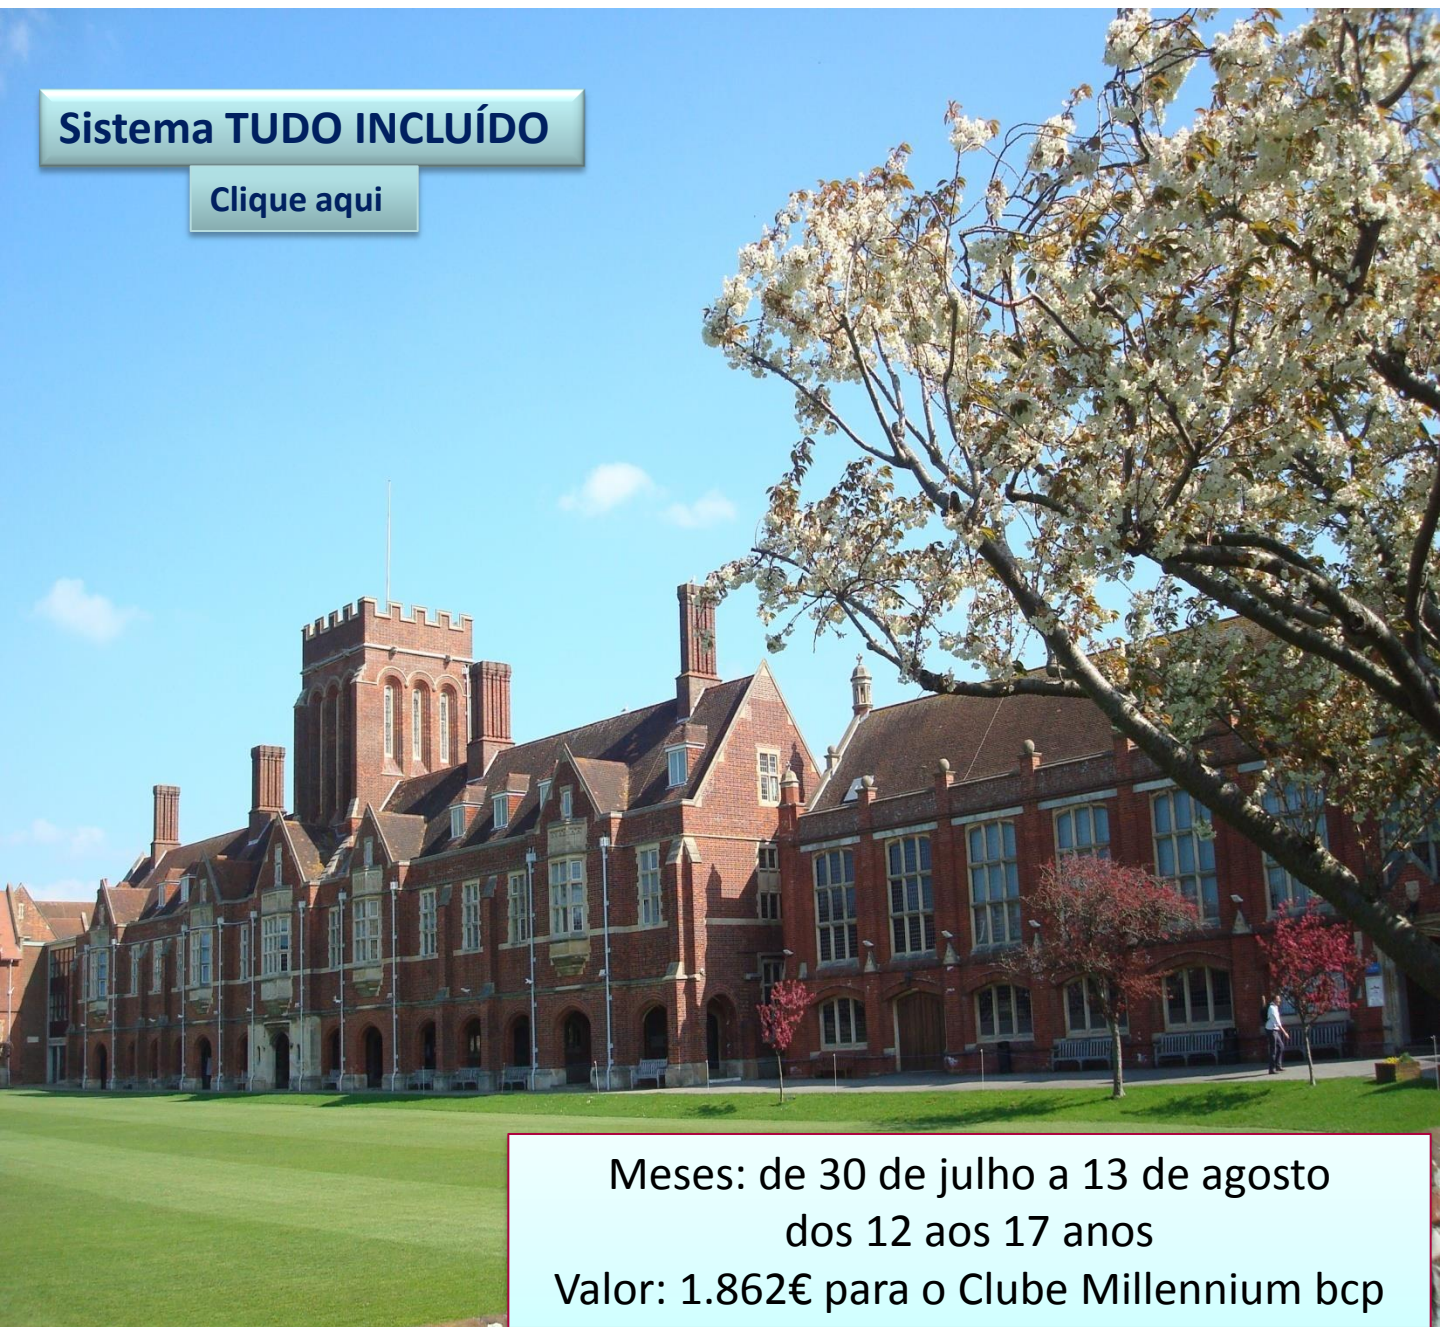 Sistema TUDO INCLUÍDO
Clique aqui
Meses: de 30 de julho a 13 de agosto
dos 12 aos 17 anos
Valor: 1.862€ para o Clube Millennium bcp